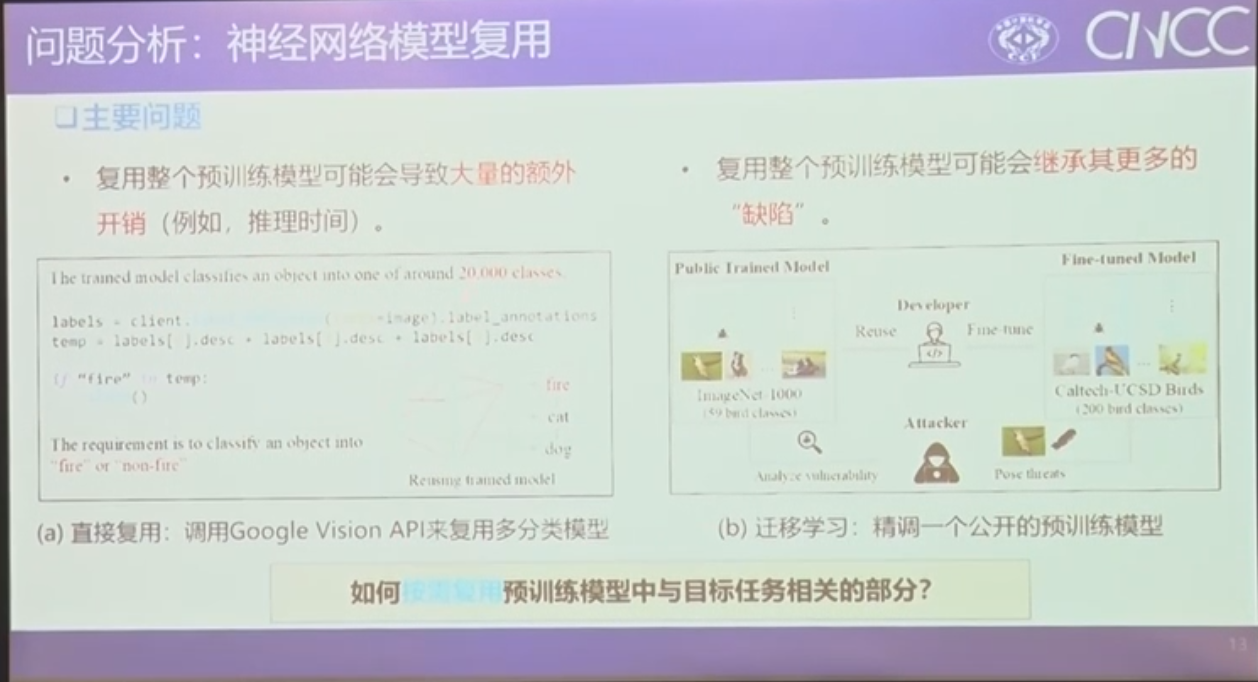 问题分析：神经网络模型复用
CNCC
CCF
主要问题
• 复用整个预训练模型可能会导致大量的额外
开销（例如，推理时间）。
The trained model classifies an object into one of around 20,000 classes.
labels = client. image).label_annotations
temp = labels[ ].desc + labels[ ].desc + labels[ ].desc
if "fire" in temp:
()
fire
cat
dog
The requirement is to classify an object into
"fire" or "non-fire"
Reusing trained model
(a) 直接复用：调用Google Vision API来复用多分类模型
• 复用整个预训练模型可能会继承其更多的
“缺陷”。
Public Trained Model
Fine-tuned Model
Developer
Reuse
Fine-tune
ImageNet-1000
(59 bird classes)
Caltech-UCSD Birds
(200 bird classes)
Attacker
Analyze vulnerability
Pose threats
(b) 迁移学习：精调一个公开的预训练模型
如何按需复用预训练模型中与目标任务相关的部分？
13